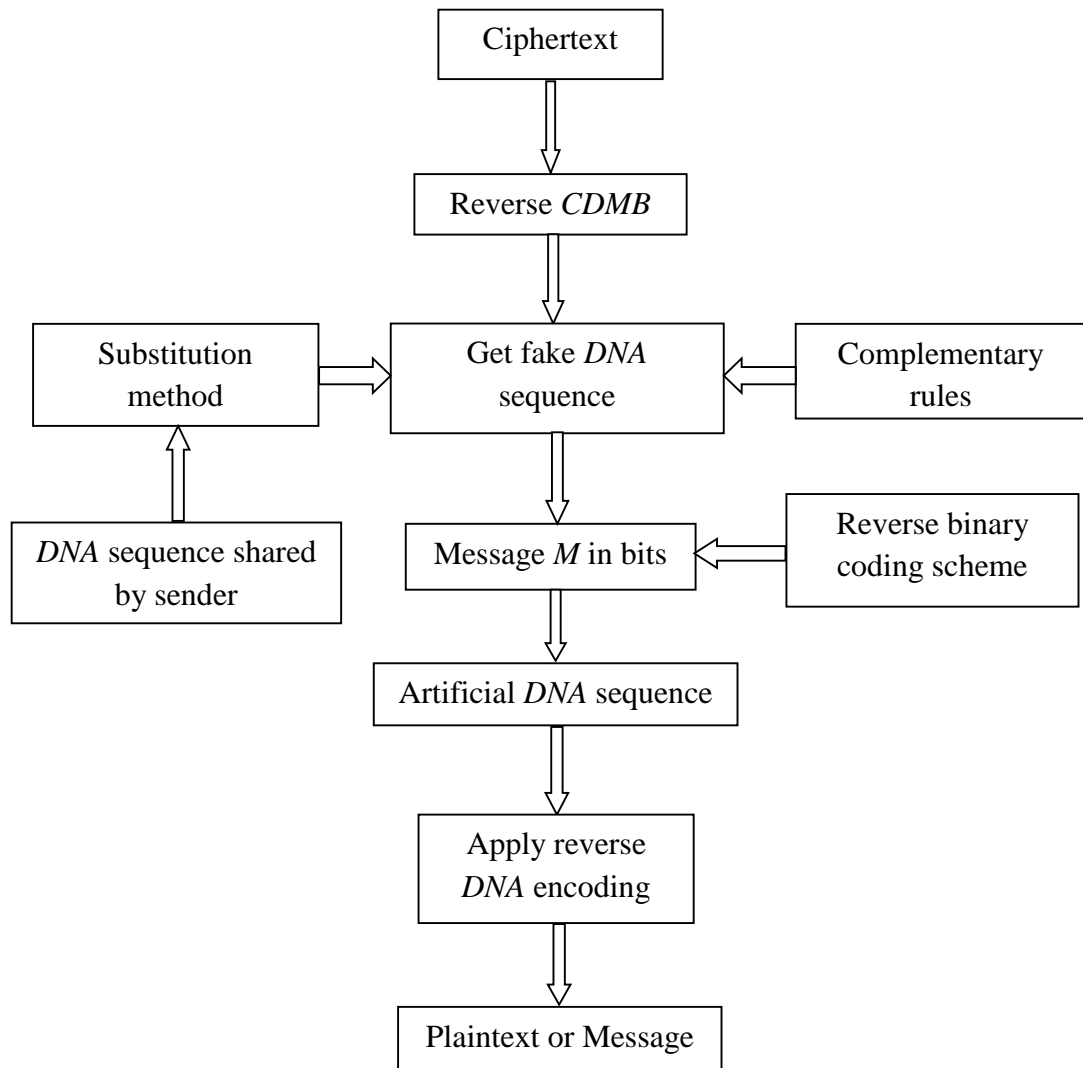 Ciphertext
Reverse CDMB
Substitution
method
Get fake DNA
sequence
Complementary
rules
DNA sequence shared
by sender
Message M in bits
Reverse binary
coding scheme
Artificial DNA sequence
Apply reverse
DNA encoding
Plaintext or Message